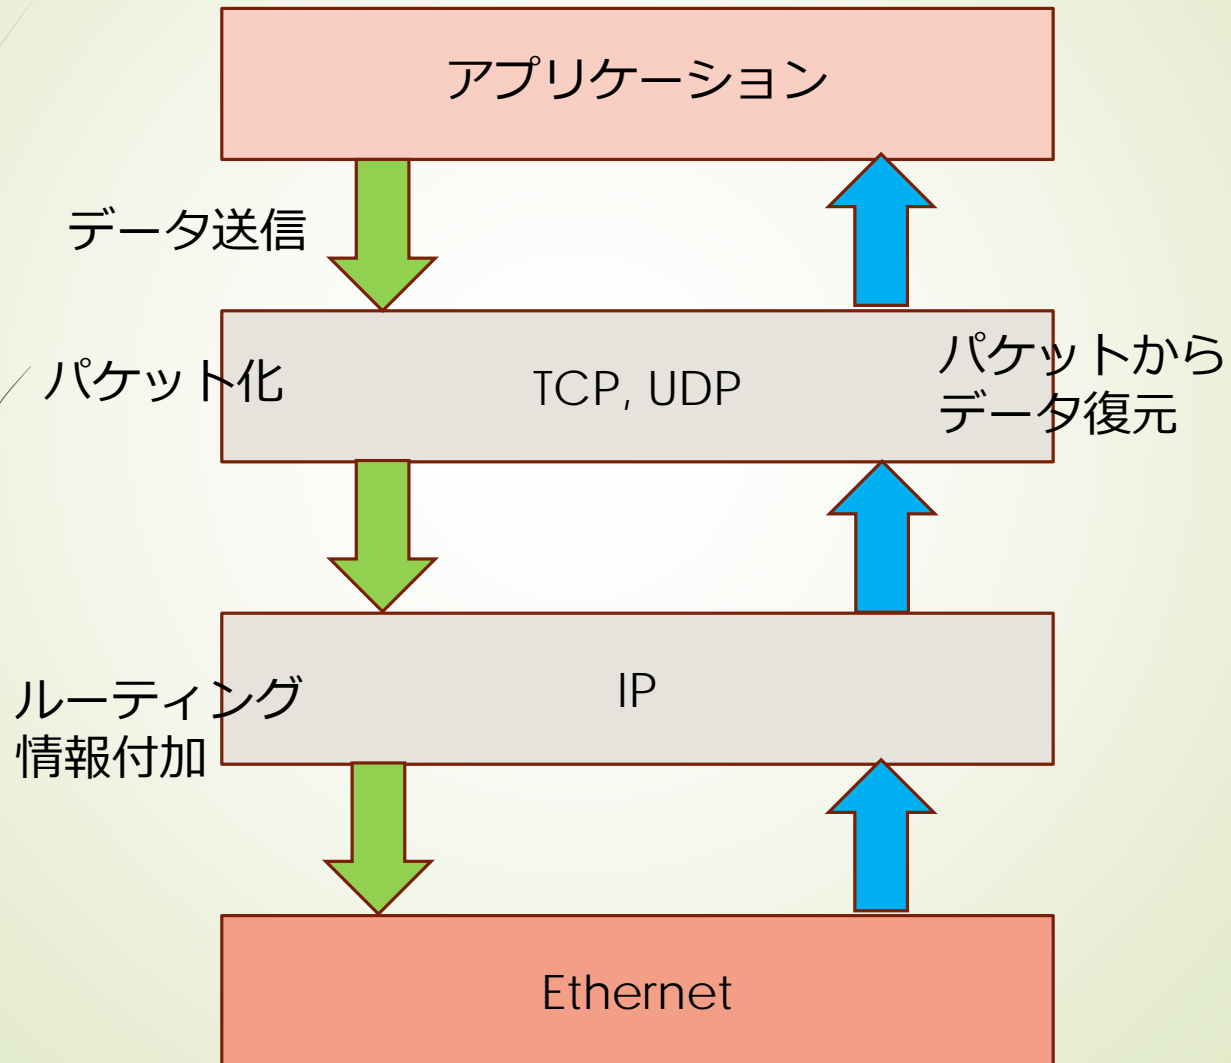 アプリケーション
データ送信
パケット化
TCP, UDP
パケットから
データ復元
ルーティング
情報付加
IP
Ethernet